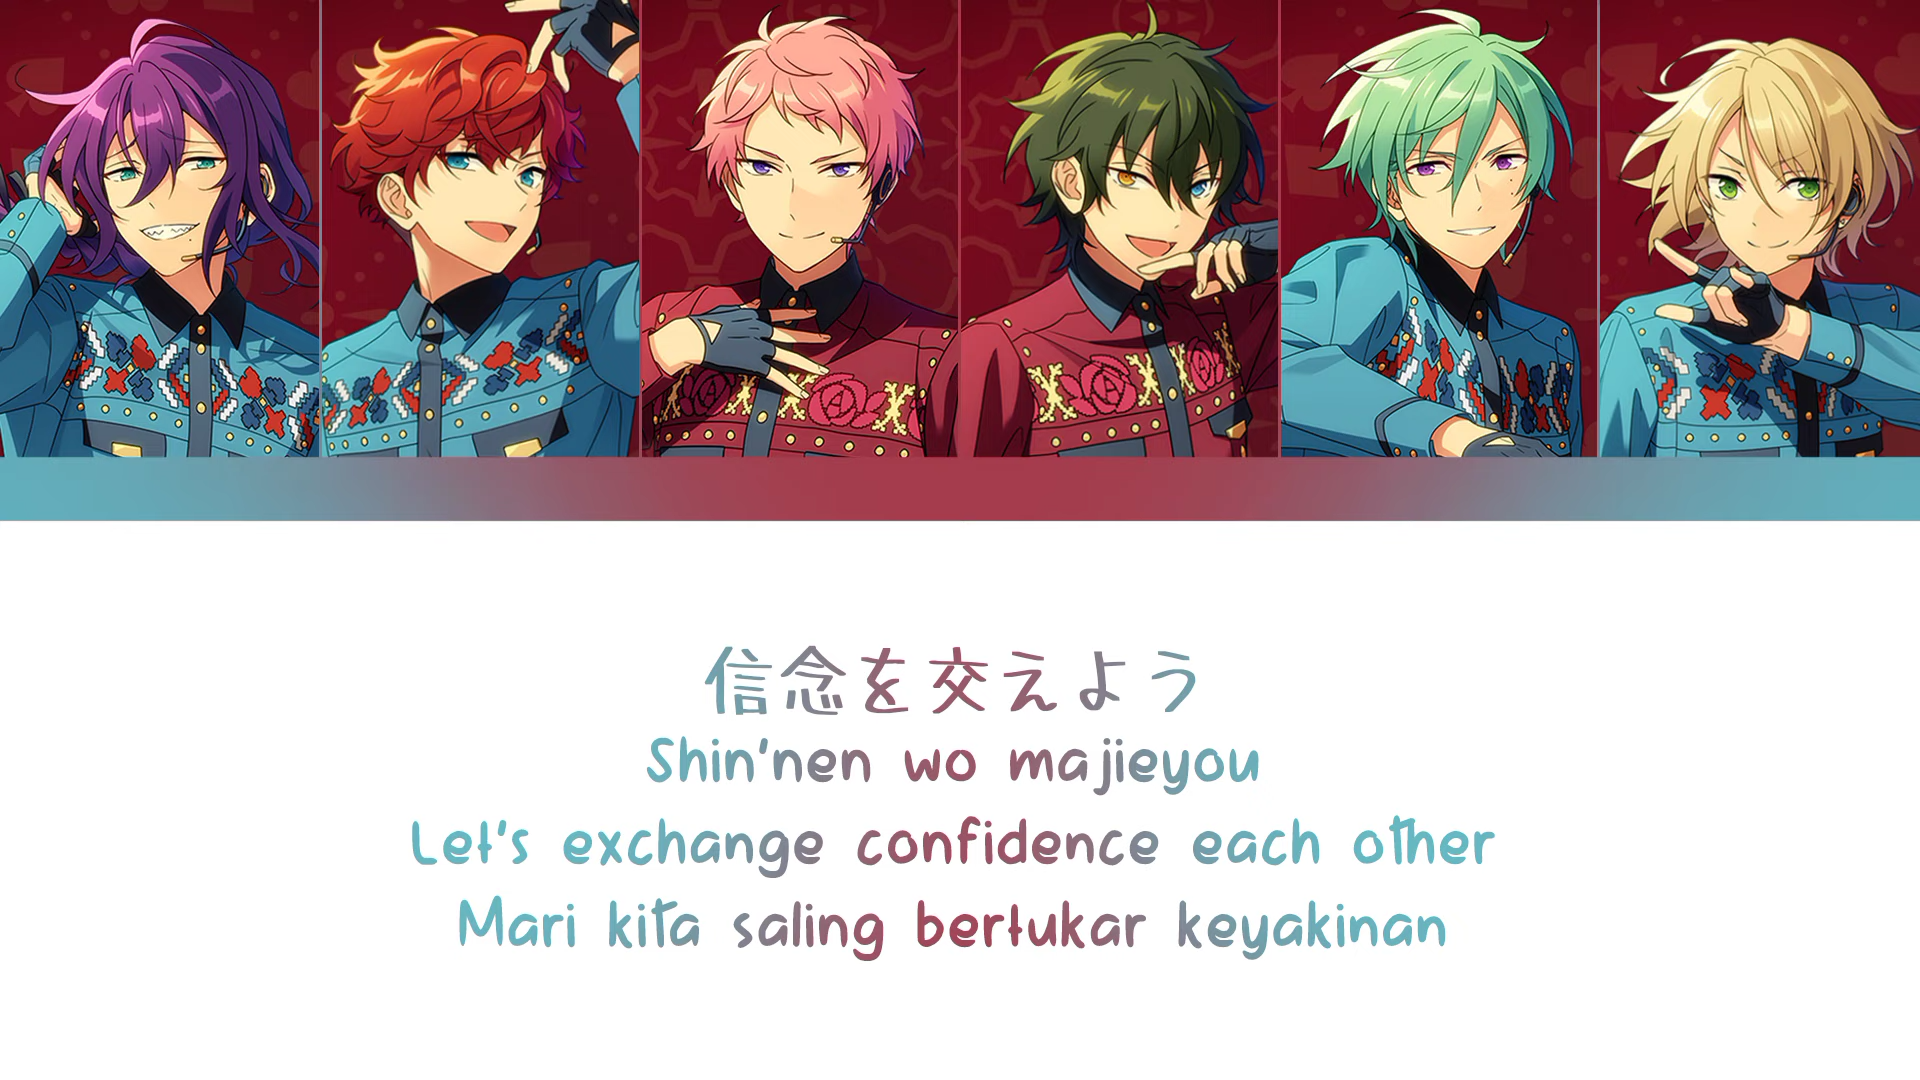 信念を交えよう
Shin'nen wo majieyou
Let's exchange confidence each other
Mari kita saling bertukar keyakinan